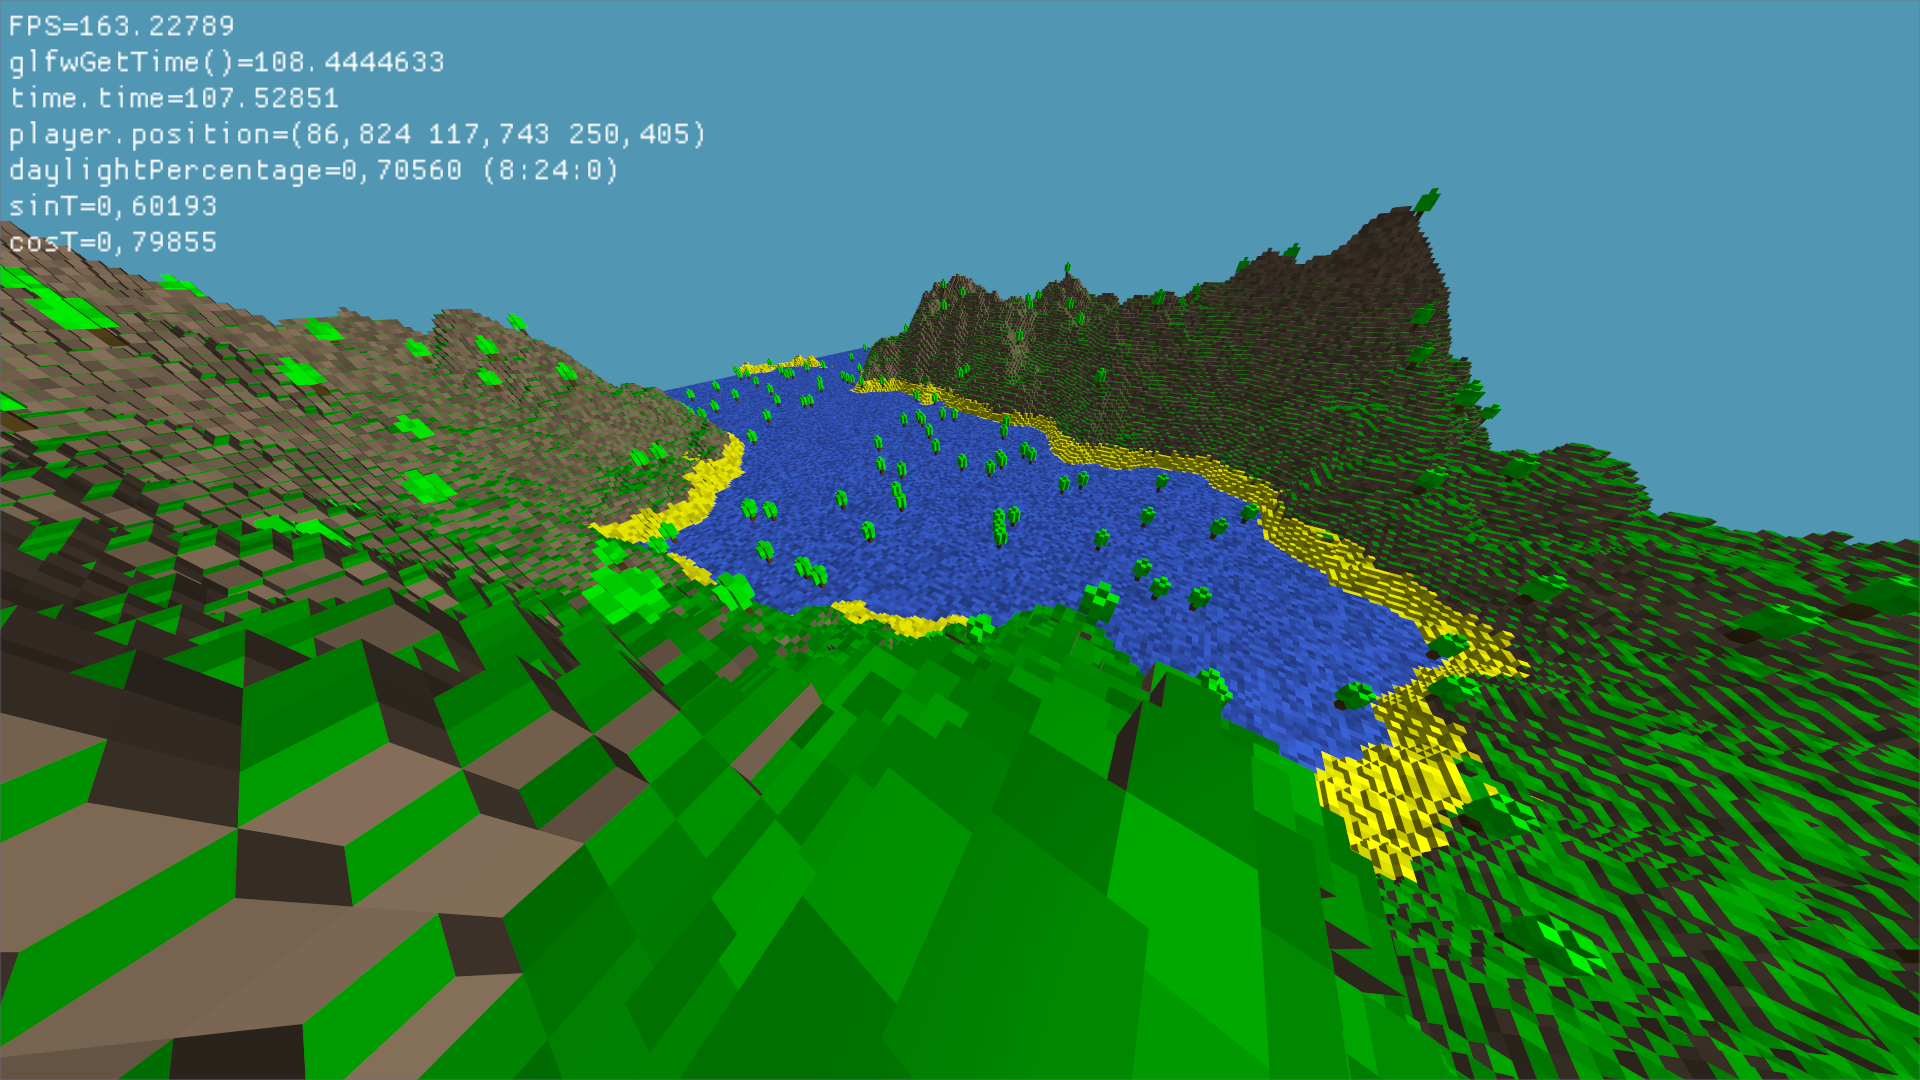 FPS=163.22789
glfwGetTime()=108.4444633
time.time=107.52851
player.position=(86,824 117,743 250,405)
daylightPercentage=0,70560 (8:24:0)
sinT=0,60193
cosT=0,79855